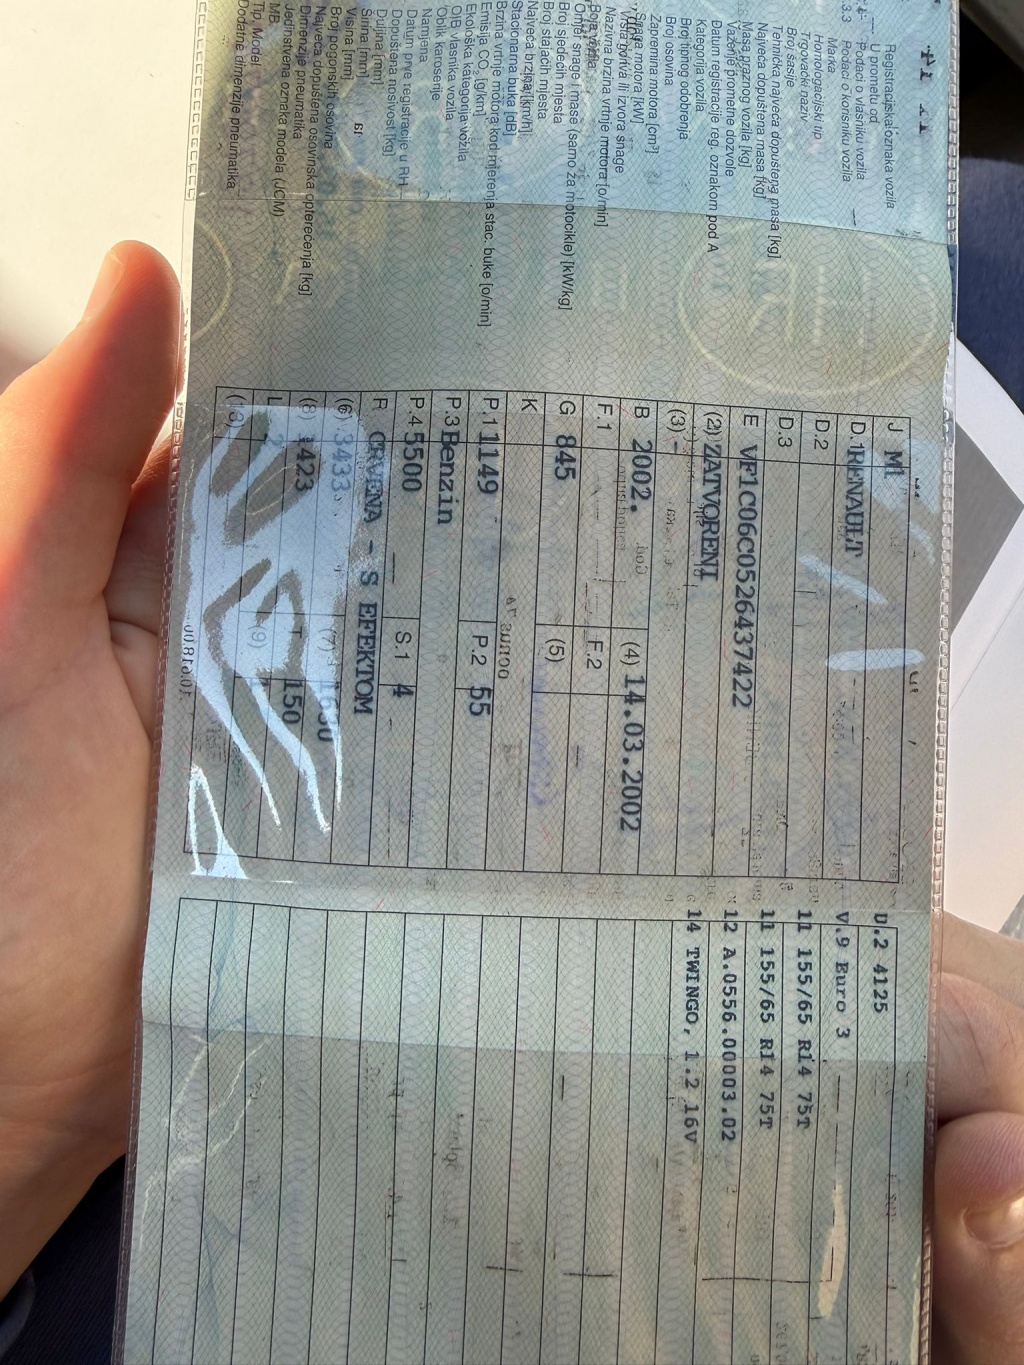 Registracijska oznaka vozila
U prometu od
Podaci o vlasniku vozila
3.3 Podaci o korisniku vozila
Marka
Homologacijski tip
Trgovački naziv
Broj šasije
Tehnička najveća dopuštena masa [kg]
Najveća dopuštena masa [kg]
Masa praznog vozila [kg]
Važenje prometne dozvole
Datum registracije reg. oznakom pod A
Kategorija vozila
Broj tipnog odobrenja
Broj osovina
Zapremina motora [cm³]
Snaga motora [kW]
Vrsta goriva ili izvora snage
Nazivna brzina vrtnje motora [o/min]
Boja vozila
Omjer snage i mase (samo za motocikle) [kW/kg]
Broj sjedećih mjesta
Broj stajaćih mjesta
Najveća brzina [km/h]
Stacionarna buka [dB]
Brzina vrtnje motora kod mjerenja stac. buke [o/min]
Emisija CO₂ [g/km]
Ekološka kategorija vozila
OIB vlasnika vozila
Oblik karoserije
Namjena
Datum prve registracije u RH
Dopuštena nosivost [kg]
Dužina [mm]
Širina [mm]
Visina [mm]
Broj pogonskih osovina
Najveća dopuštena osovinska opterećenja [kg]
Dimenzije pneumatika
Jedinstvena oznaka modela (JCM)
MB
Tip, Model
Dodatne dimenzije pneumatika
J M1
D.1 RENAULT
D.2
D.3
E VF1C06C0526437422
(2) ZATVORENI
(3) -
B 2002. (4) 14.03.2002
F.1 F.2
G 845 (5)
K
P.1 1149 P.2 55
P.3 Benzin
P.4 5500 S.1 4
R CRVENA - S EFEKTOM
(6) 3433 (7) 1630
(8) 1423 T 150
L (9)
(13)
D.2 4125
V.9 Euro 3
11 155/65 R14 75T
11 155/65 R14 75T
12 A.0556.00003.02
14 TWINGO, 1.2 16V